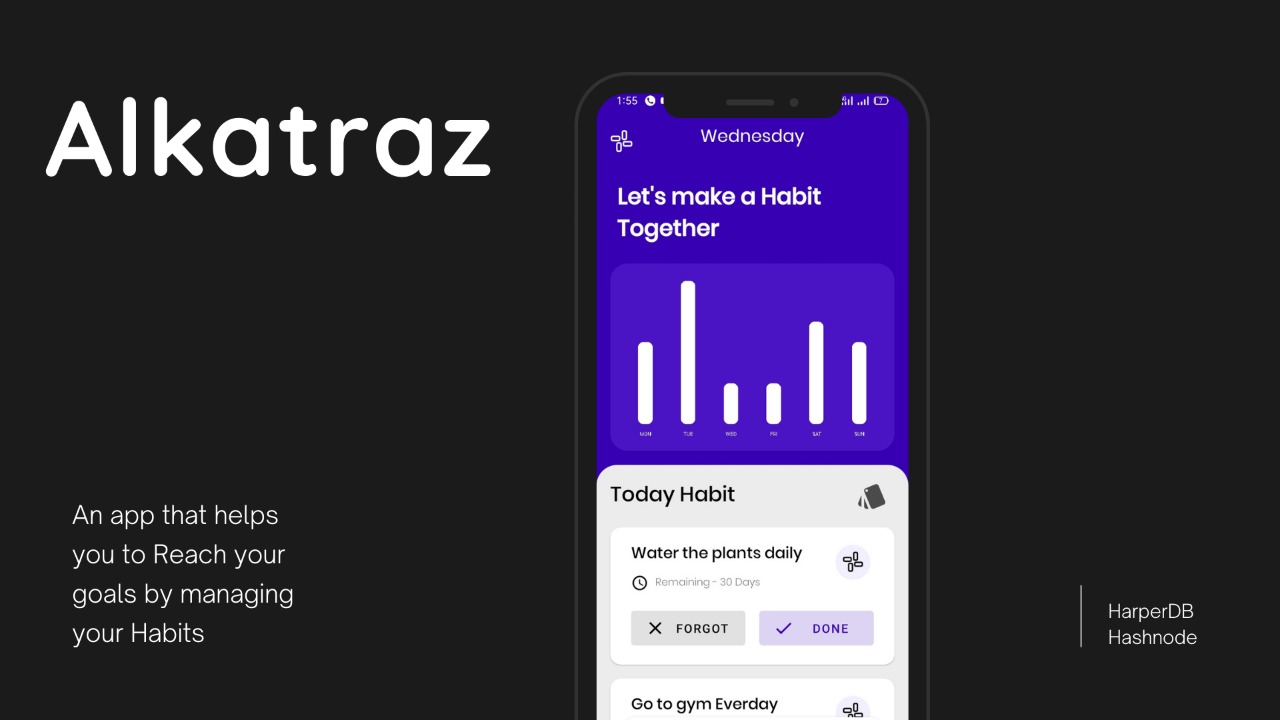 Alkatraz
An app that helps
you to Reach your
goals by managing
your Habits
1:55
Wednesday
Let's make a Habit
Together
MON TUE WED FRI SAT SUN
Today Habit
Water the plants daily
Remaining - 30 Days
FORGOT DONE
Go to gym Everday
HarperDB
Hashnode